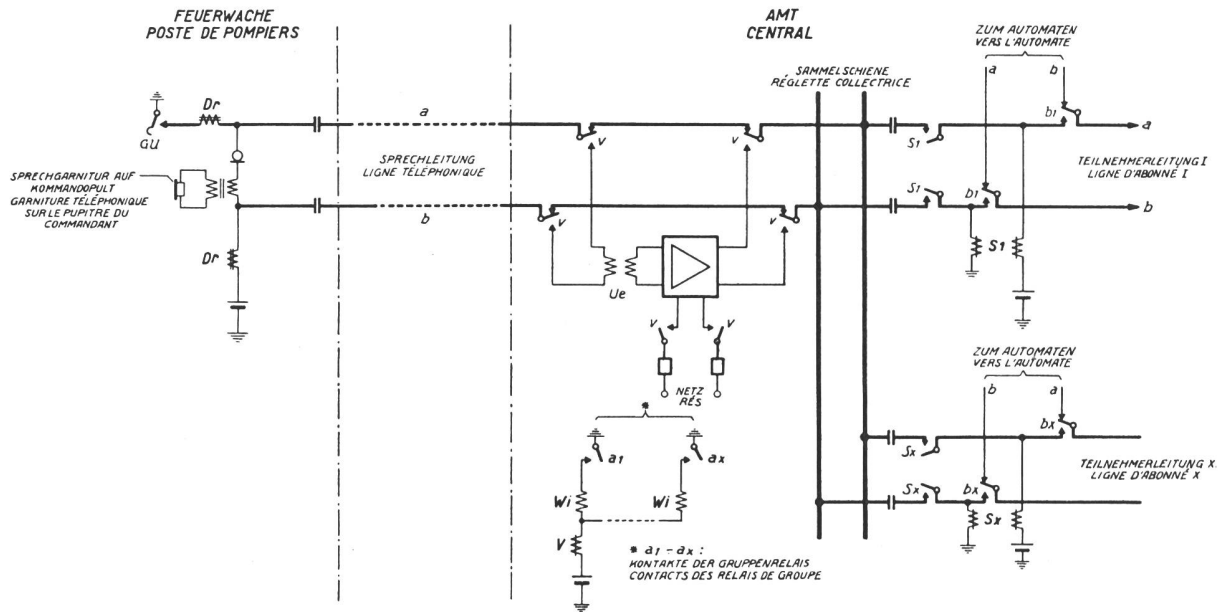 FEUERWACHE
POSTE DE POMPIERS
AMT
CENTRAL
ZUM AUTOMATEN
VERS L'AUTOMATE
a
b
SAMMELSCHIENE
RÉGLETTE COLLECTRICE
Dr
a
GU
v
v
S1
b1
a
SPRECHGARNITUR AUF
KOMMANDOPULT
GARNITURE TÉLÉPHONIQUE
SUR LE PUPITRE DU
COMMANDANT
SPRECHLEITUNG
LIGNE TÉLÉPHONIQUE
TEILNEHMERLEITUNG I
LIGNE D'ABONNÉ I
S1
b1
b
v
v
b
Dr
S1
Ue
v
v
NETZ
RÉS
ZUM AUTOMATEN
VERS L'AUTOMATE
b
a
*
a1
ax
Sx
bx
TEILNEHMERLEITUNG X
LIGNE D'ABONNÉ X
Wi
Wi
Sx
bx
Sx
V
* a1-ax:
KONTAKTE DER GRUPPENRELAIS
CONTACTS DES RELAIS DE GROUPE